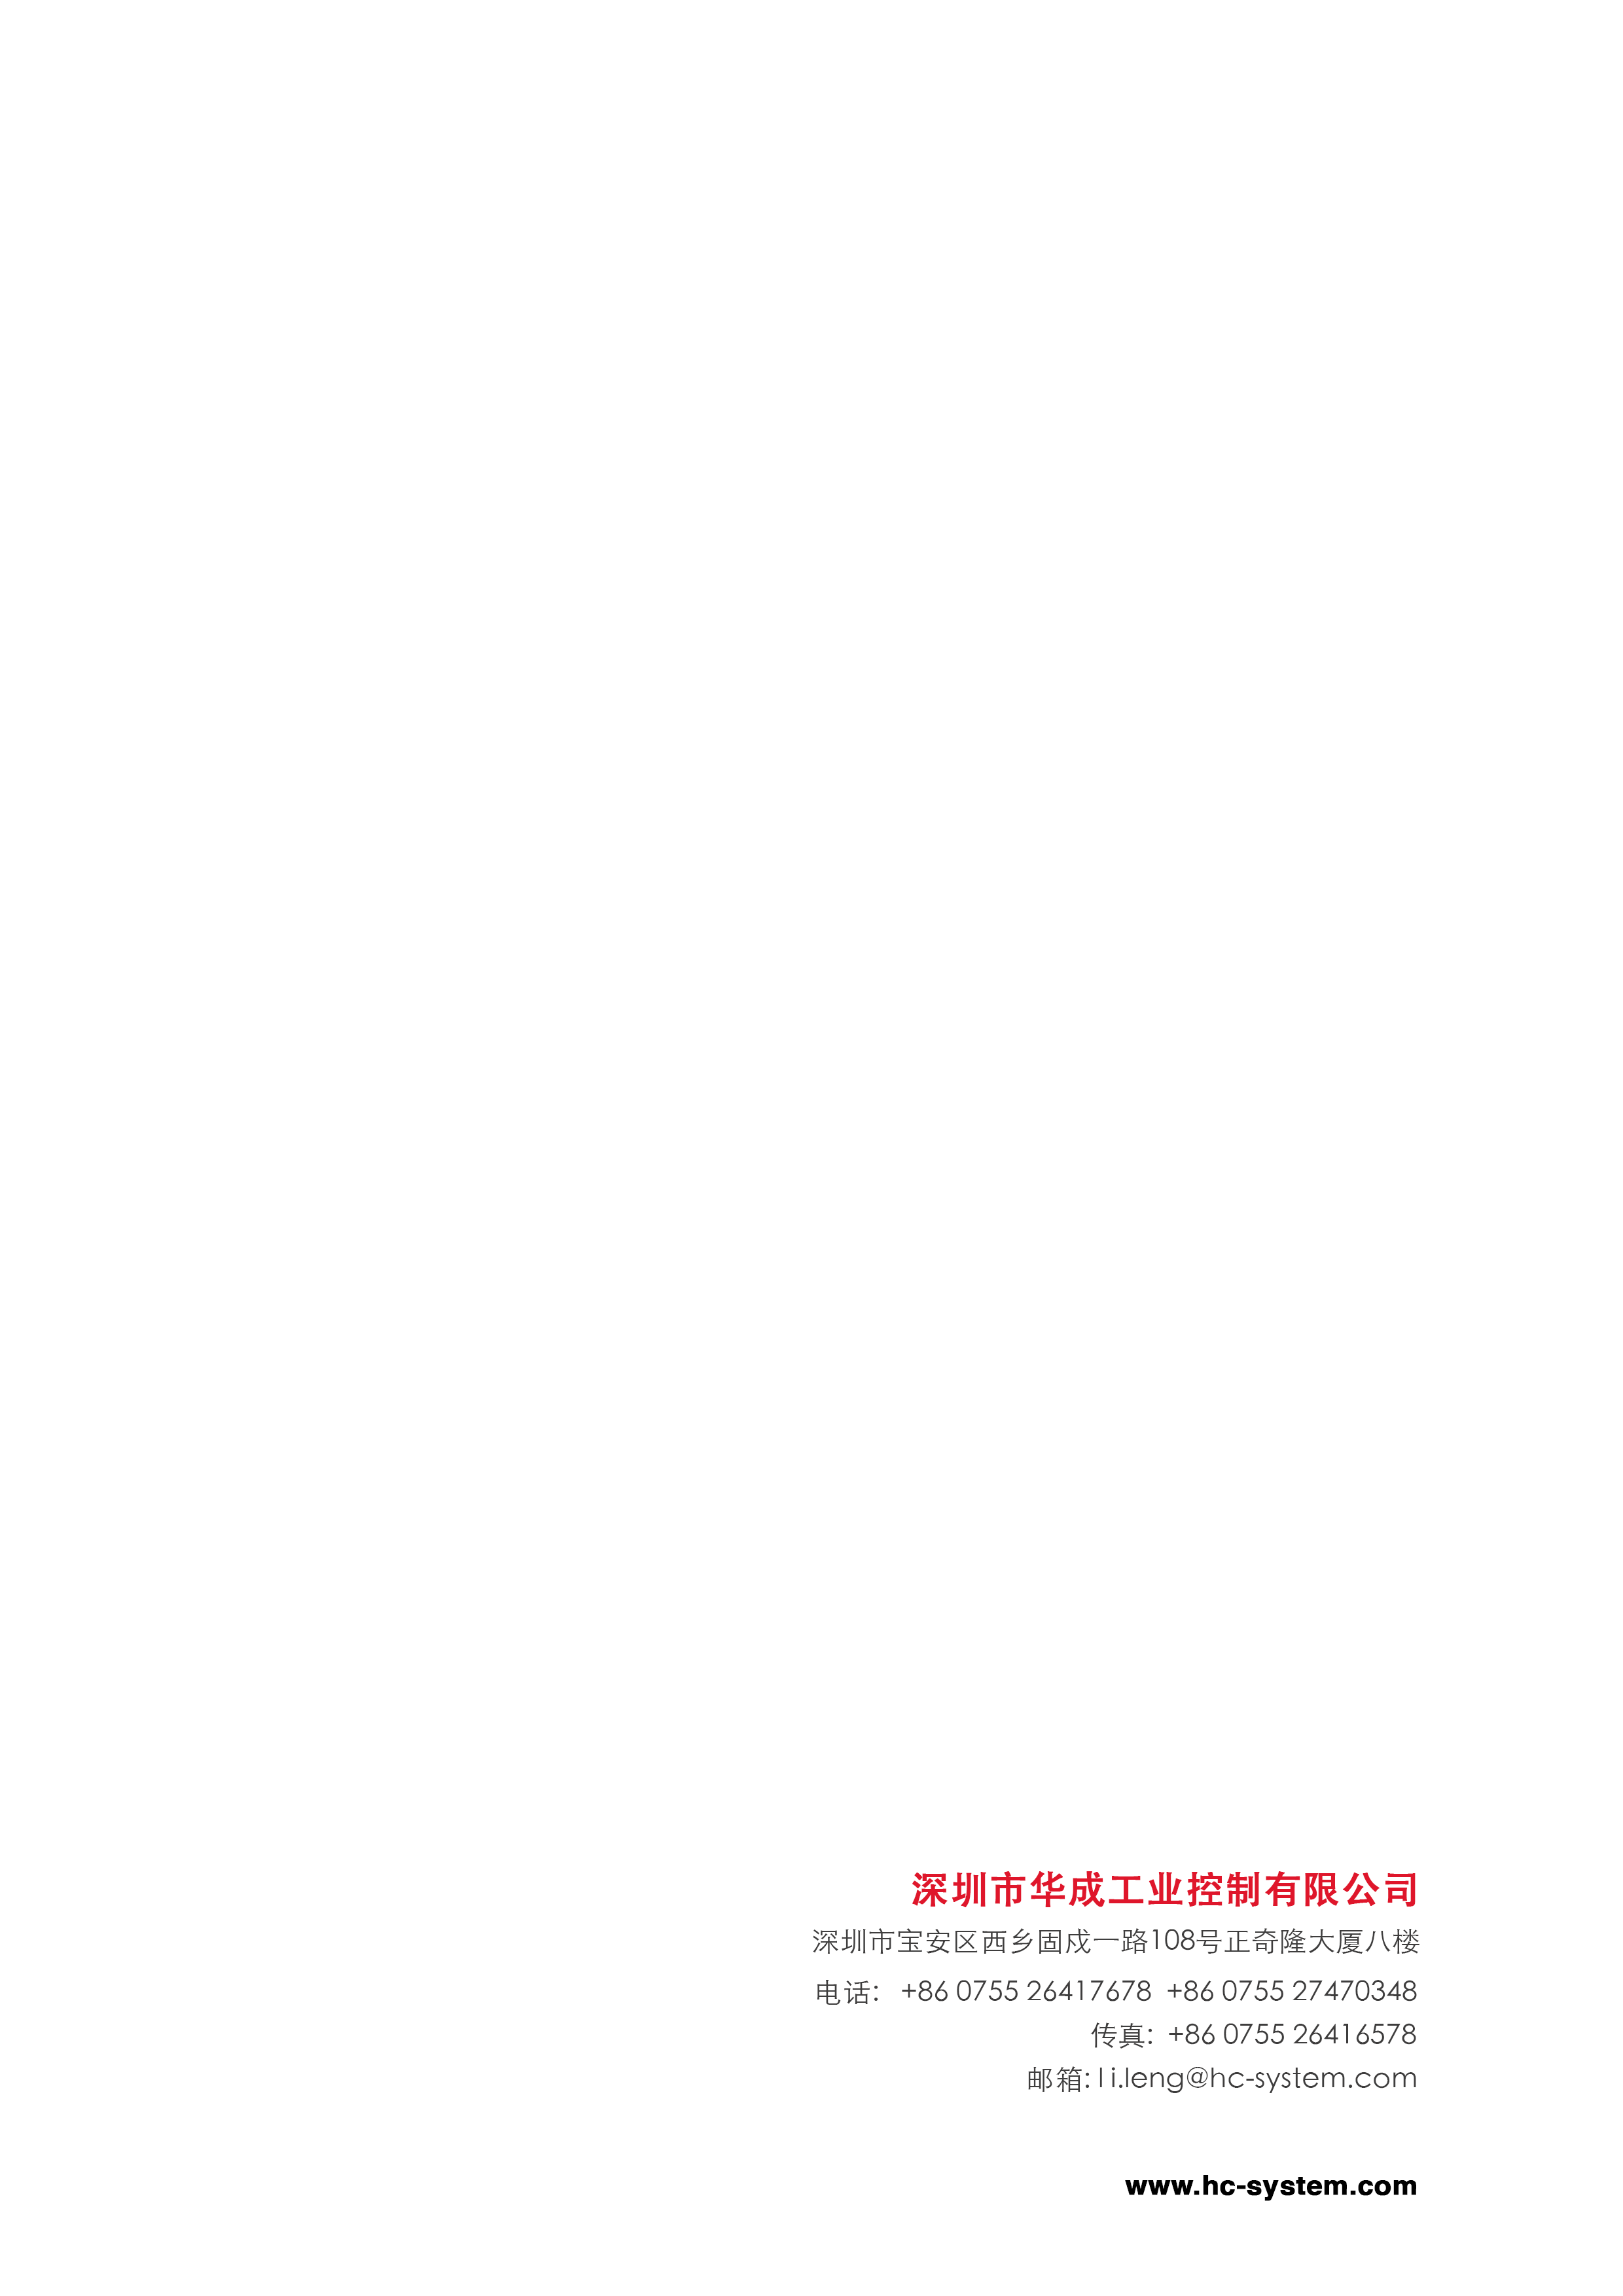 深圳市华成工业控制有限公司
深圳市宝安区西乡固戍一路108号正奇隆大厦八楼
电话： +86 0755 26417678 +86 0755 27470348
传真：+86 0755 26416578
邮箱：li.leng@hc-system.com
www.hc-system.com